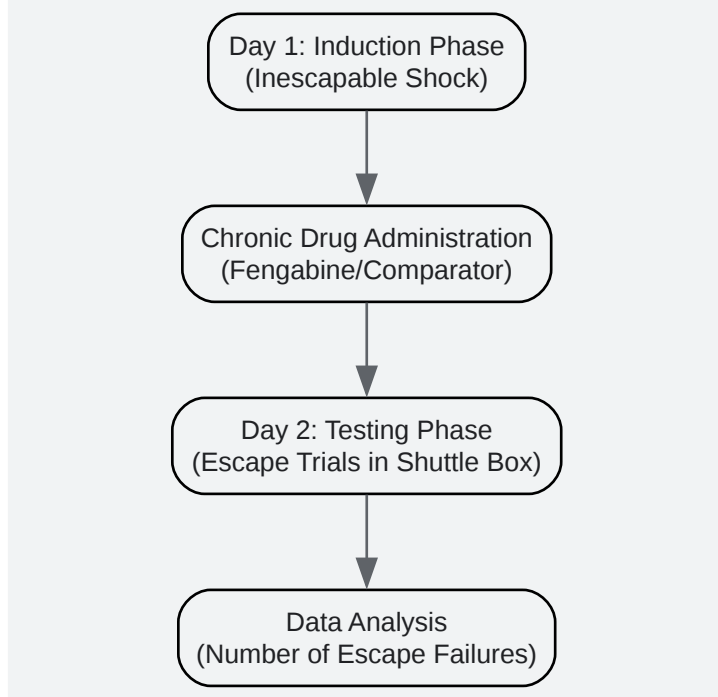 Day 1: Induction Phase
(Inescapable Shock)
Chronic Drug Administration
(Fengabine/Comparator)
Day 2: Testing Phase
(Escape Trials in Shuttle Box)
Data Analysis
(Number of Escape Failures)